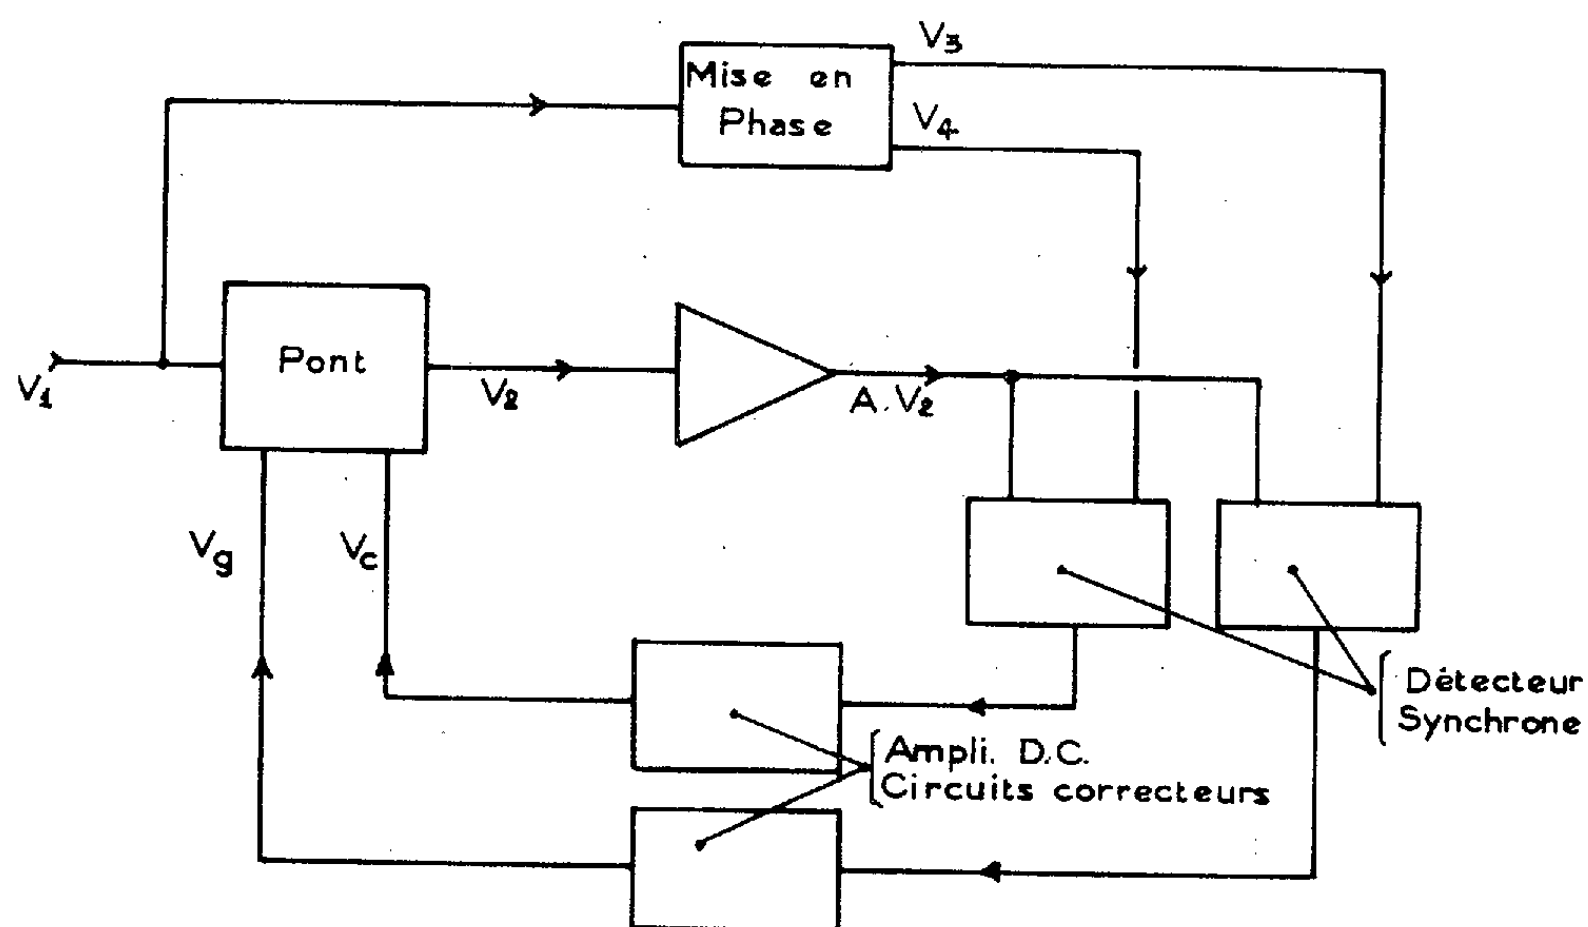 V3
Mise en
Phase
V4
Pont
V1
V2
A.V2
Vg
Vc
Détecteur
Synchrone
Ampli. D.C.
Circuits correcteurs